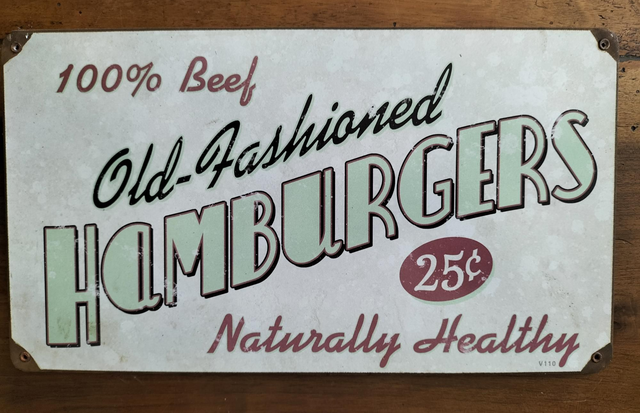 100% Beef
Old-Fashioned
HAMBURGERS
25¢
Naturally Healthy
V110